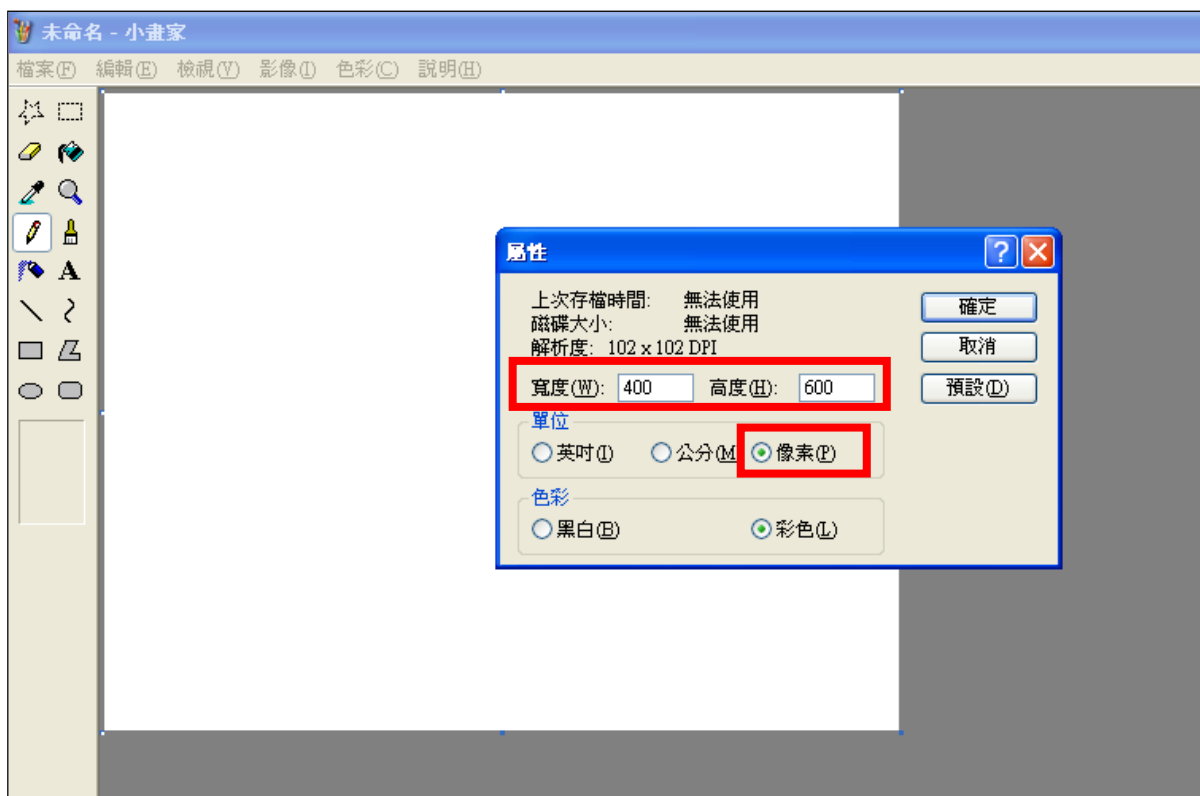 未命名 - 小畫家
檔案(F) 編輯(E) 檢視(V) 影像(I) 色彩(C) 說明(H)
A
屬性
上次存檔時間: 無法使用
磁碟大小: 無法使用
解析度: 102 x 102 DPI
寬度(W): 400 高度(H): 600
單位
英吋(I) 公分(M 像素(P)
色彩
黑白(B) 彩色(L)
確定
取消
預設(D)